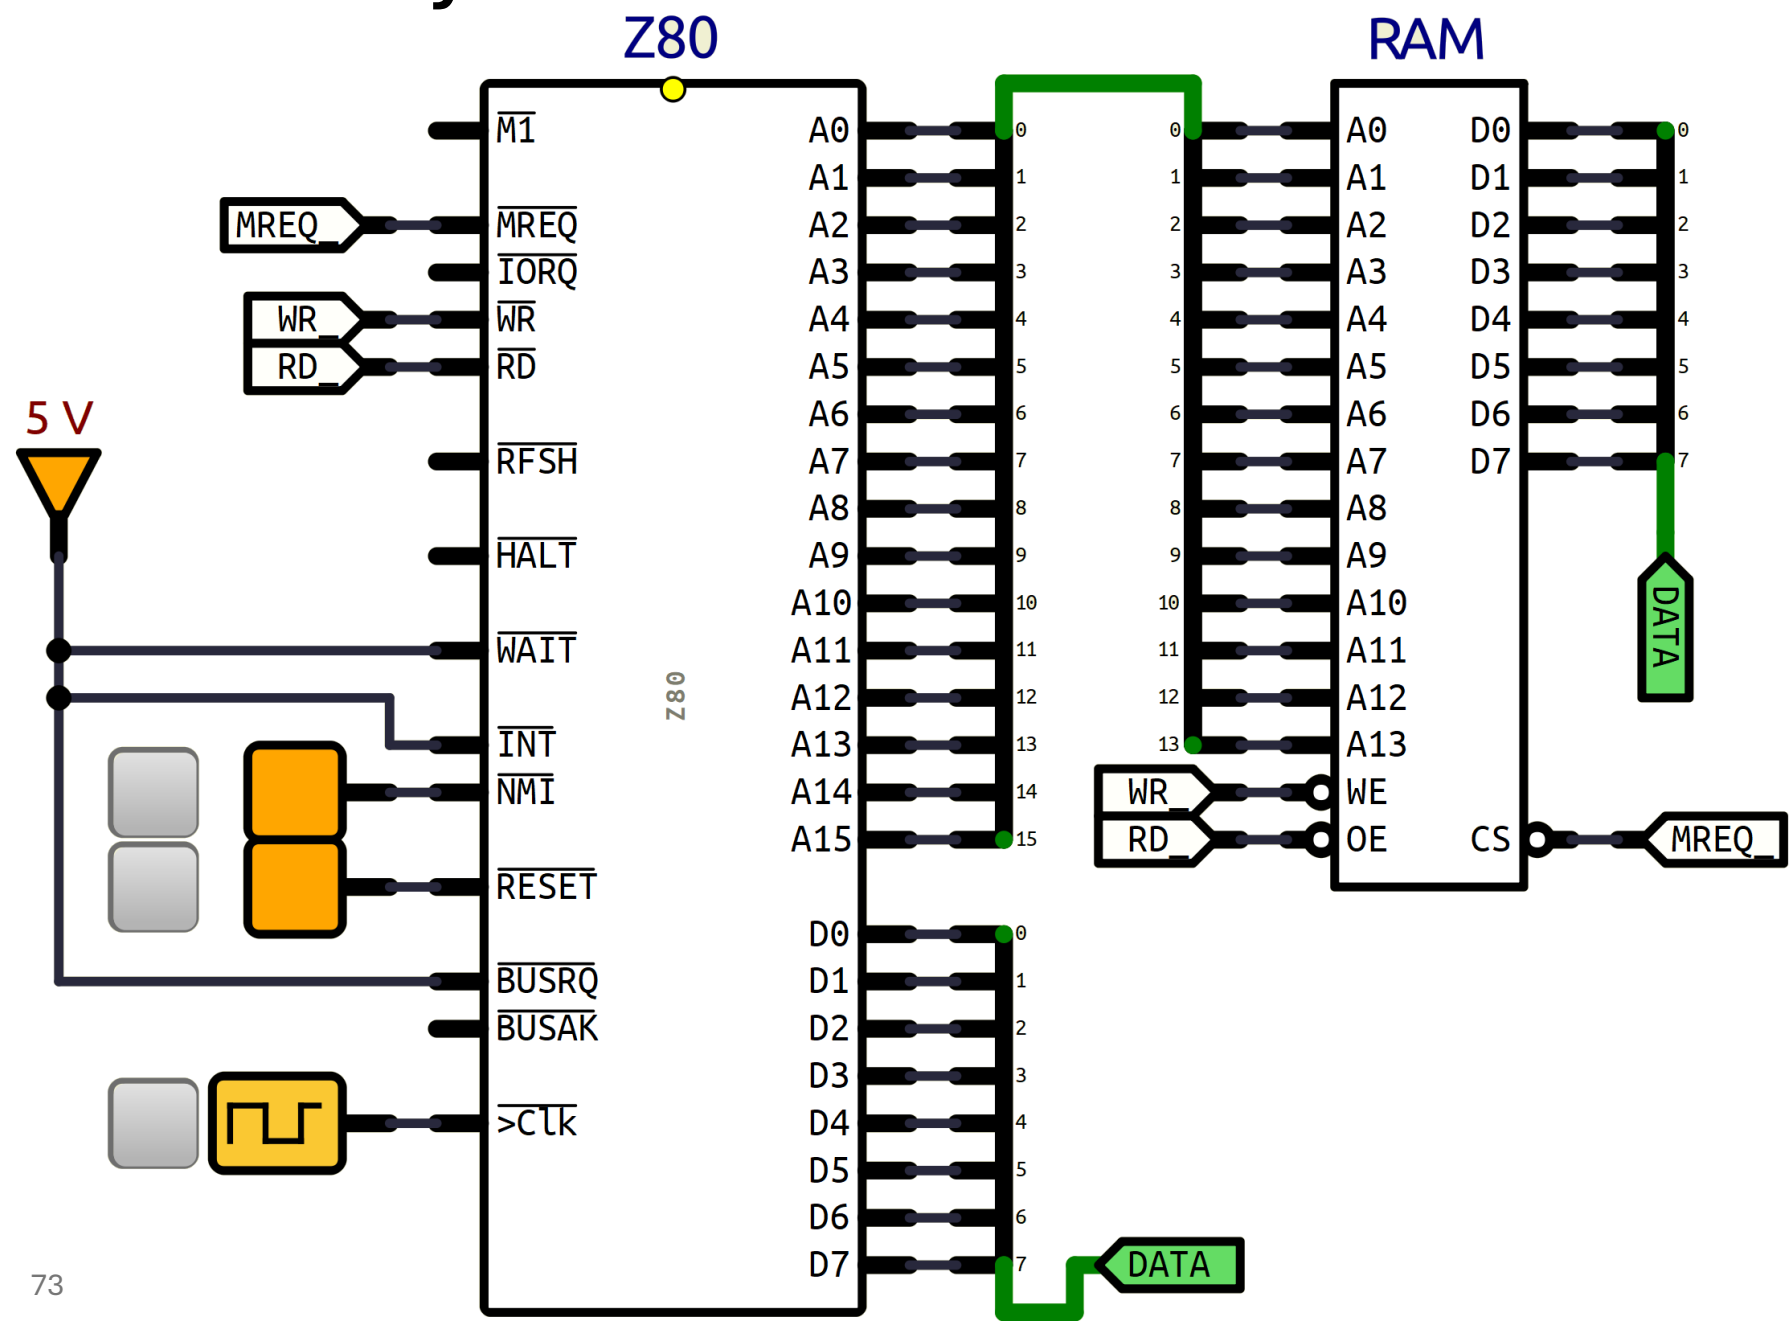 Z80
RAM
M1
MREQ_
MREQ
IORQ
WR_
WR
RD_
RD
5 V
RFSH
HALT
WAIT
INT
NMI
RESET
BUSRQ
BUSAK
>Clk
Z80
A0
A1
A2
A3
A4
A5
A6
A7
A8
A9
A10
A11
A12
A13
A14
A15
D0
D1
D2
D3
D4
D5
D6
D7
0
1
2
3
4
5
6
7
8
9
10
11
12
13
14
15
0
1
2
3
4
5
6
7
DATA
0
1
2
3
4
5
6
7
8
9
10
11
12
13
WR_
RD_
A0
A1
A2
A3
A4
A5
A6
A7
A8
A9
A10
A11
A12
A13
WE
OE
D0
D1
D2
D3
D4
D5
D6
D7
CS
0
1
2
3
4
5
6
7
DATA
MREQ_
73